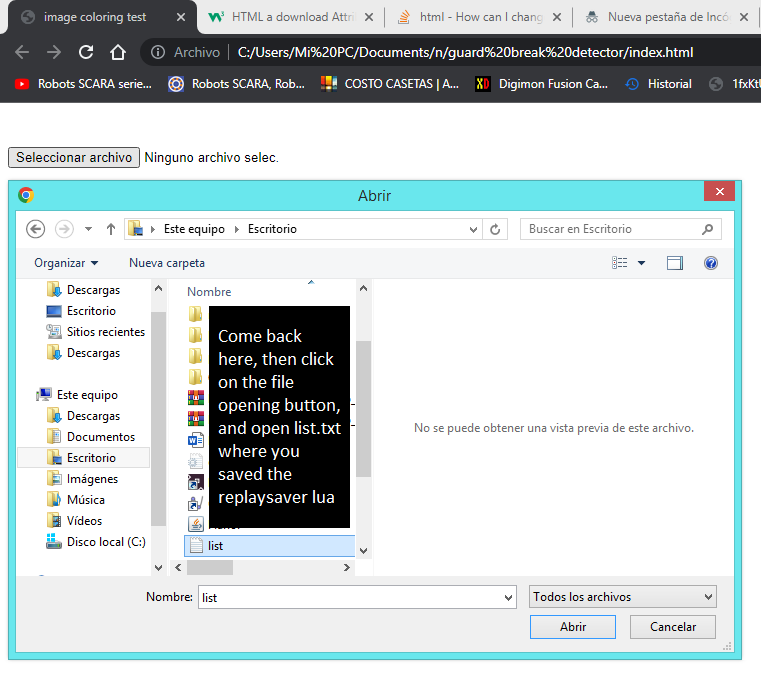 image coloring test
HTML a download Attri
html - How can I chang
Nueva pestaña de Incó
Archivo
C:/Users/Mi%20PC/Documents/n/guard%20break%20detector/index.html
Robots SCARA serie...
Robots SCARA, Rob...
COSTO CASETAS | A...
XD
Digimon Fusion Ca...
Historial
1fxKtU
Seleccionar archivo
Ninguno archivo selec.
Abrir
Este equipo
Escritorio
Buscar en Escritorio
Organizar
Nueva carpeta
Descargas
Escritorio
Sitios recientes
Descargas
Este equipo
Descargas
Documentos
Escritorio
Imágenes
Música
Vídeos
Disco local (C:)
Nombre
Come back
here, then click
on the file
opening button,
and open list.txt
where you
saved the
replaysaver lua
list
No se puede obtener una vista previa de este archivo.
Nombre:
list
Todos los archivos
Abrir
Cancelar